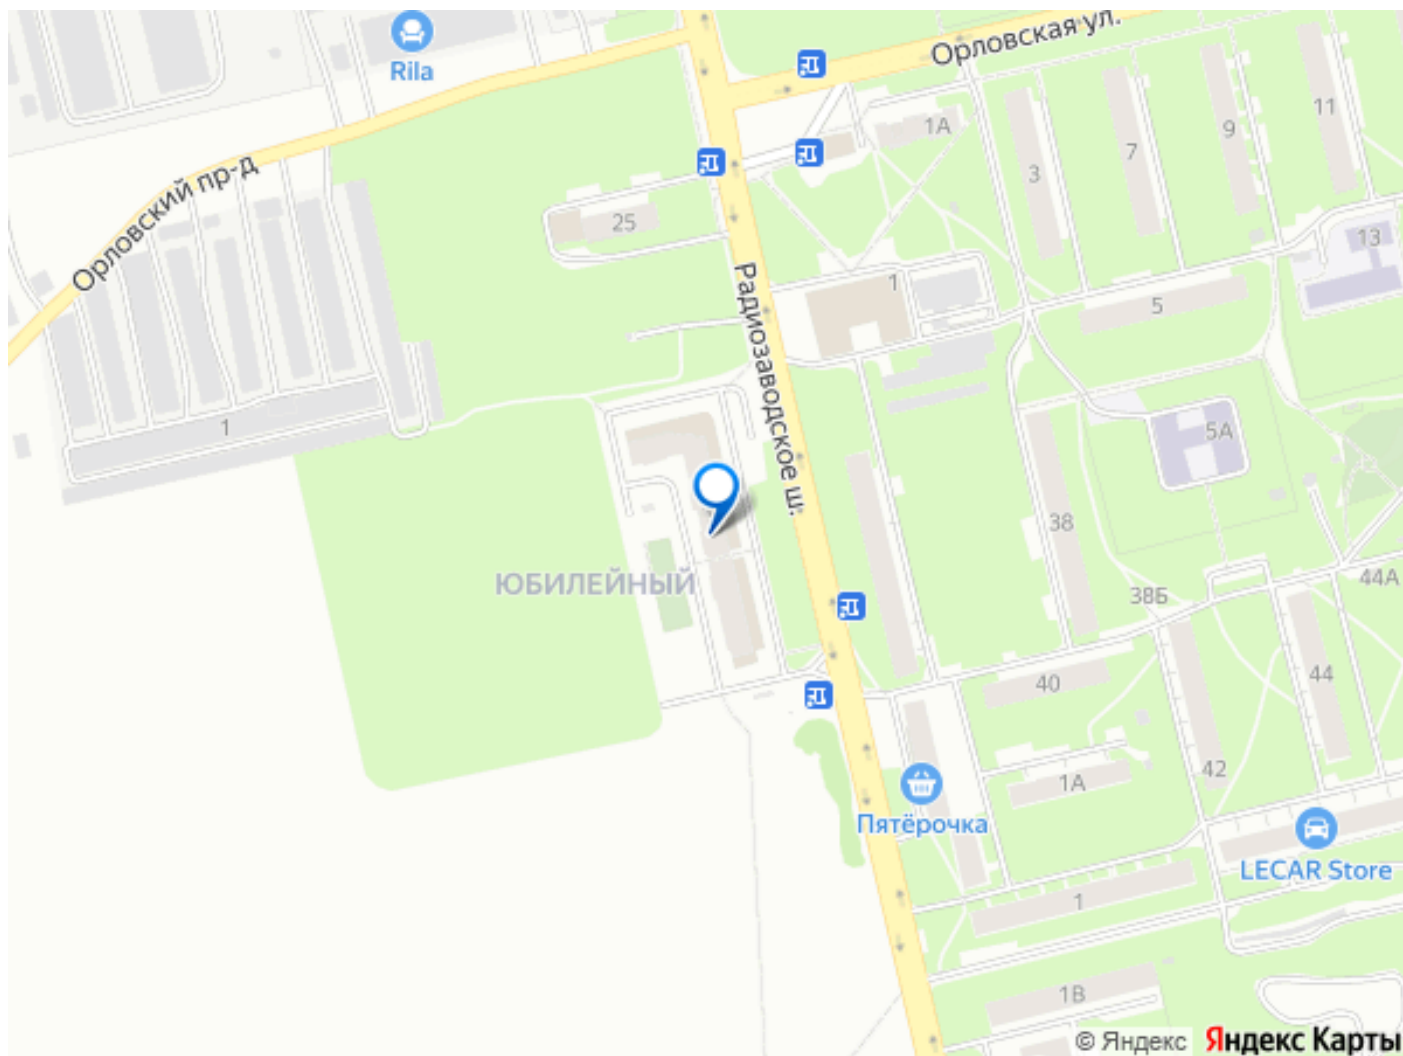 Rila
Орловская ул.
1А
3
7
9
11
Орловский пр-д
25
13
1
5
Радиозаводское ш.
1
5А
38
ЮБИЛЕЙНЫЙ
38Б
44А
40
44
42
1А
Пятёрочка
LECAR Store
1
1В
© Яндекс Яндекс Карты